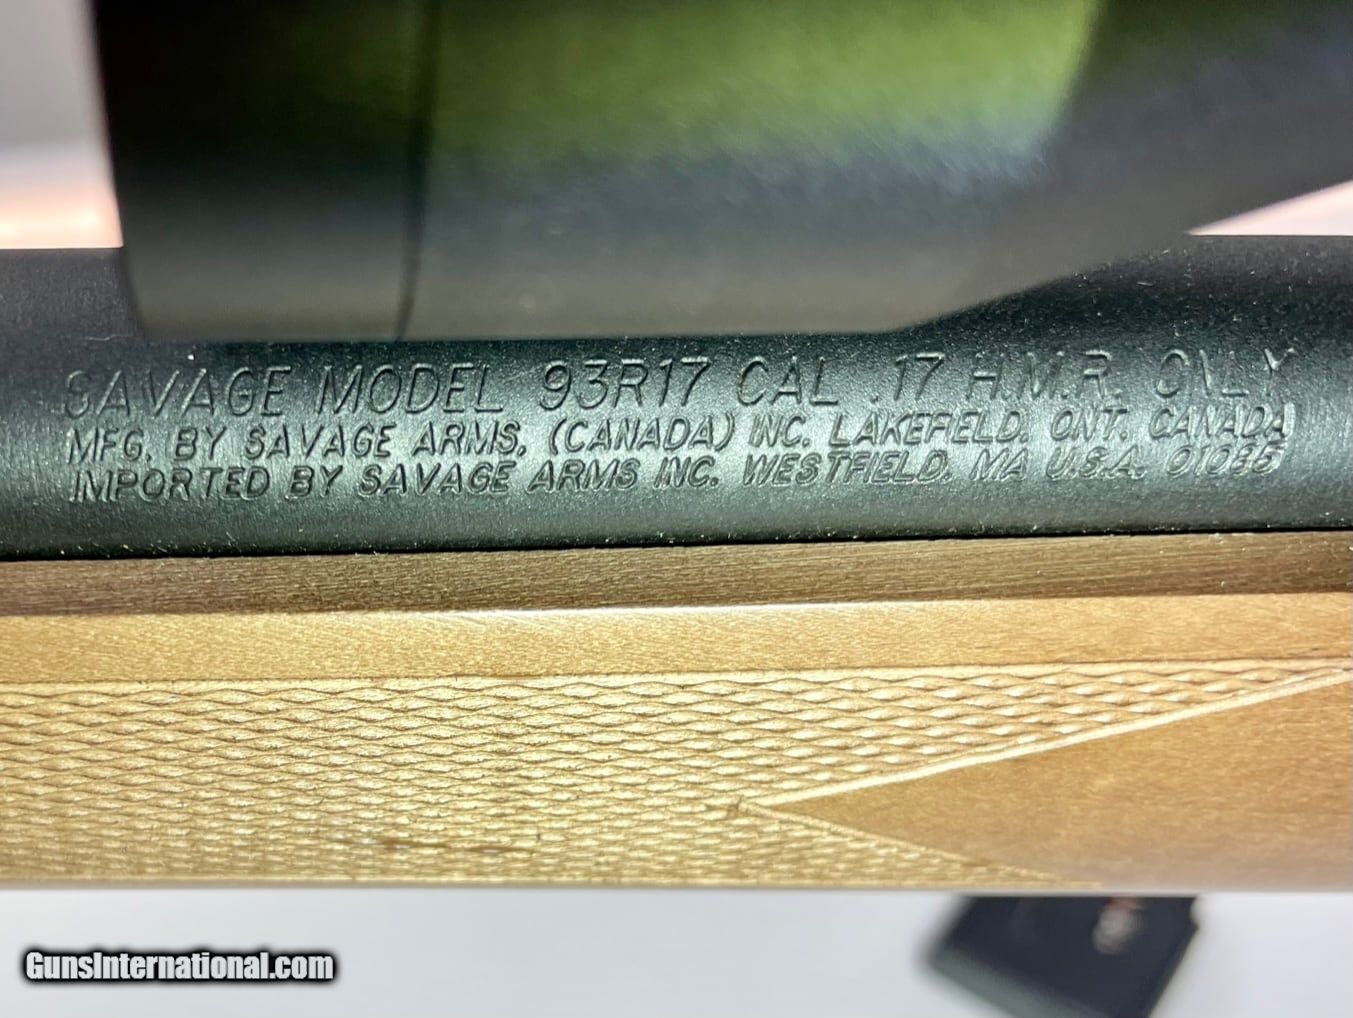 SAVAGE MODEL 93R17 CAL .17 H.M.R. ONLY
MFG. BY SAVAGE ARMS, (CANADA) INC. LAKEFIELD, ONT. CANADA
IMPORTED BY SAVAGE ARMS INC. WESTFIELD, MA U.S.A. 01085
GunsInternational.com